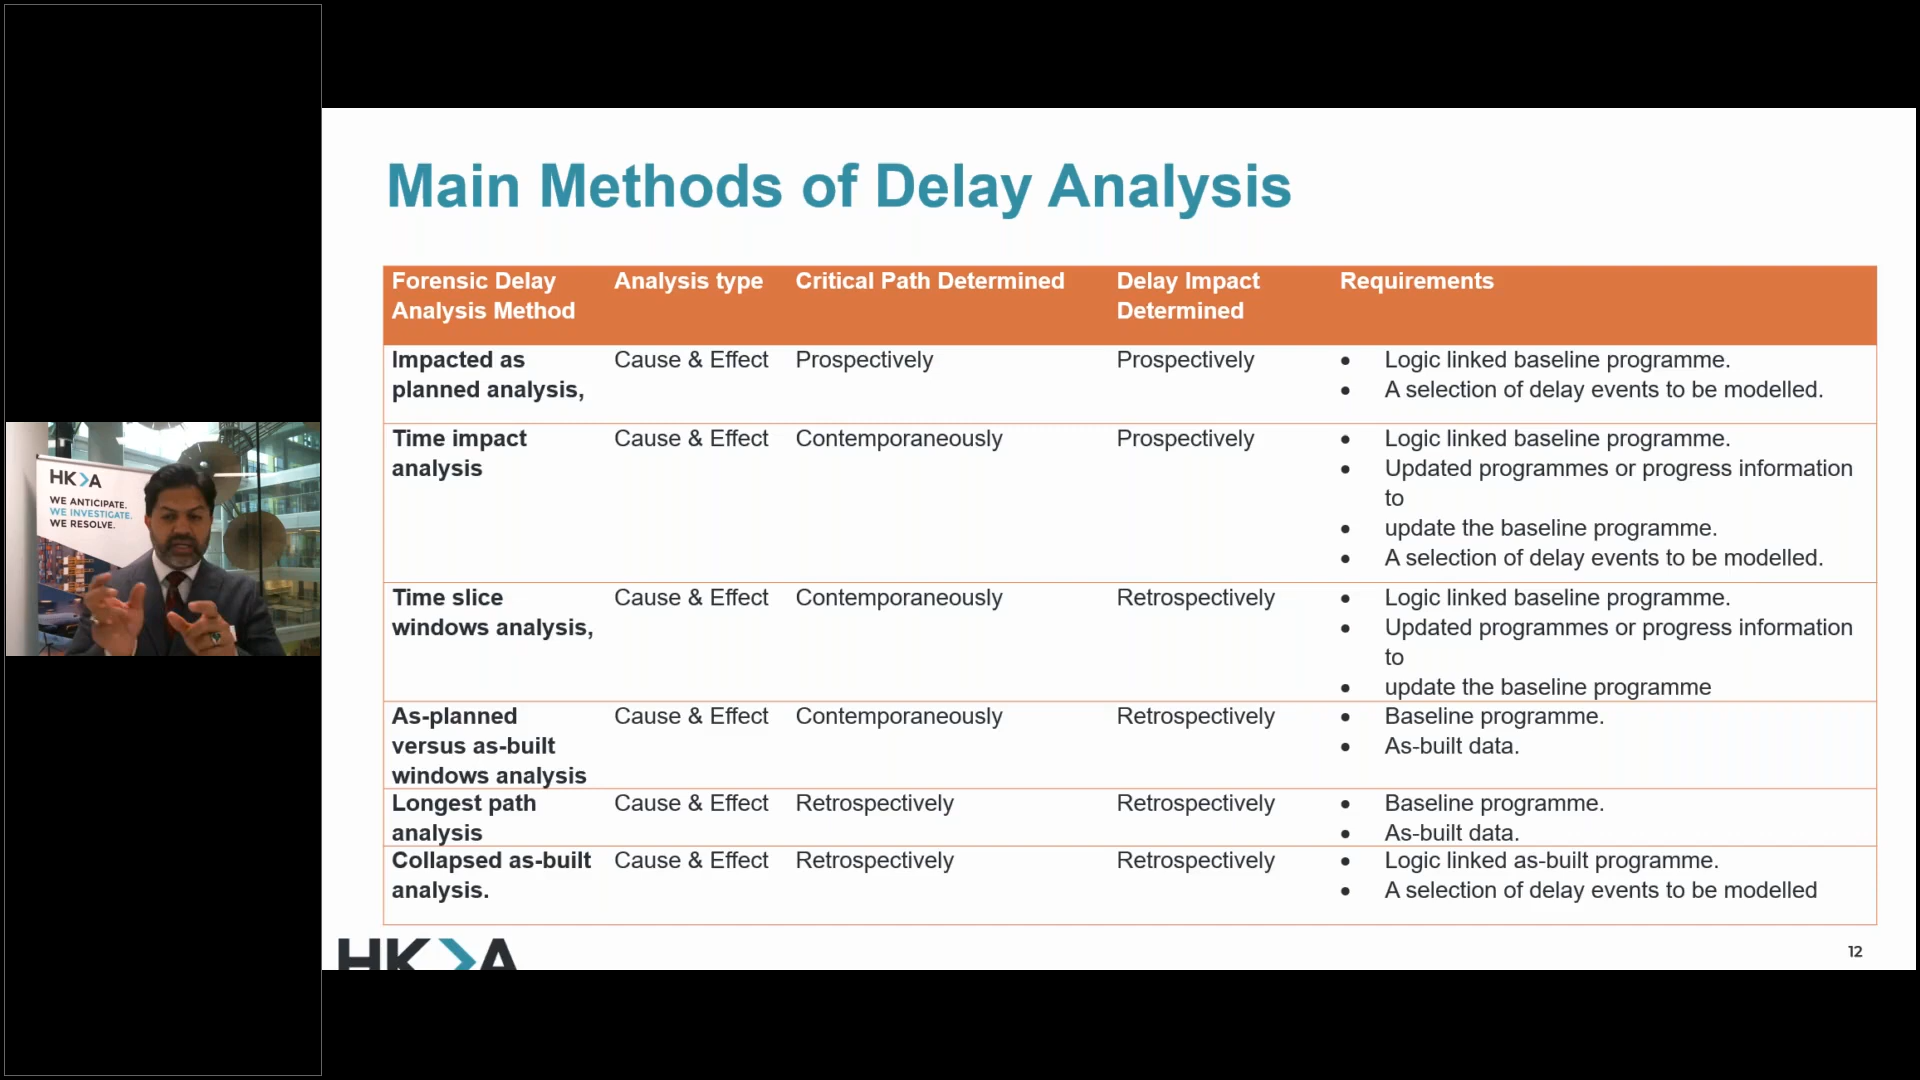 HK>A
WE ANTICIPATE.
WE INVESTIGATE.
WE RESOLVE.
Main Methods of Delay Analysis
Forensic Delay Analysis type Critical Path Determined Delay Impact Requirements
Analysis Method Determined
Impacted as Cause & Effect Prospectively Prospectively • Logic linked baseline programme.
planned analysis, • A selection of delay events to be modelled.
Time impact Cause & Effect Contemporaneously Prospectively • Logic linked baseline programme.
analysis • Updated programmes or progress information
to
• update the baseline programme.
• A selection of delay events to be modelled.
Time slice Cause & Effect Contemporaneously Retrospectively • Logic linked baseline programme.
windows analysis, • Updated programmes or progress information
to
• update the baseline programme
As-planned Cause & Effect Contemporaneously Retrospectively • Baseline programme.
versus as-built • As-built data.
windows analysis
Longest path Cause & Effect Retrospectively Retrospectively • Baseline programme.
analysis • As-built data.
Collapsed as-built Cause & Effect Retrospectively Retrospectively • Logic linked as-built programme.
analysis. • A selection of delay events to be modelled
HK>A
12